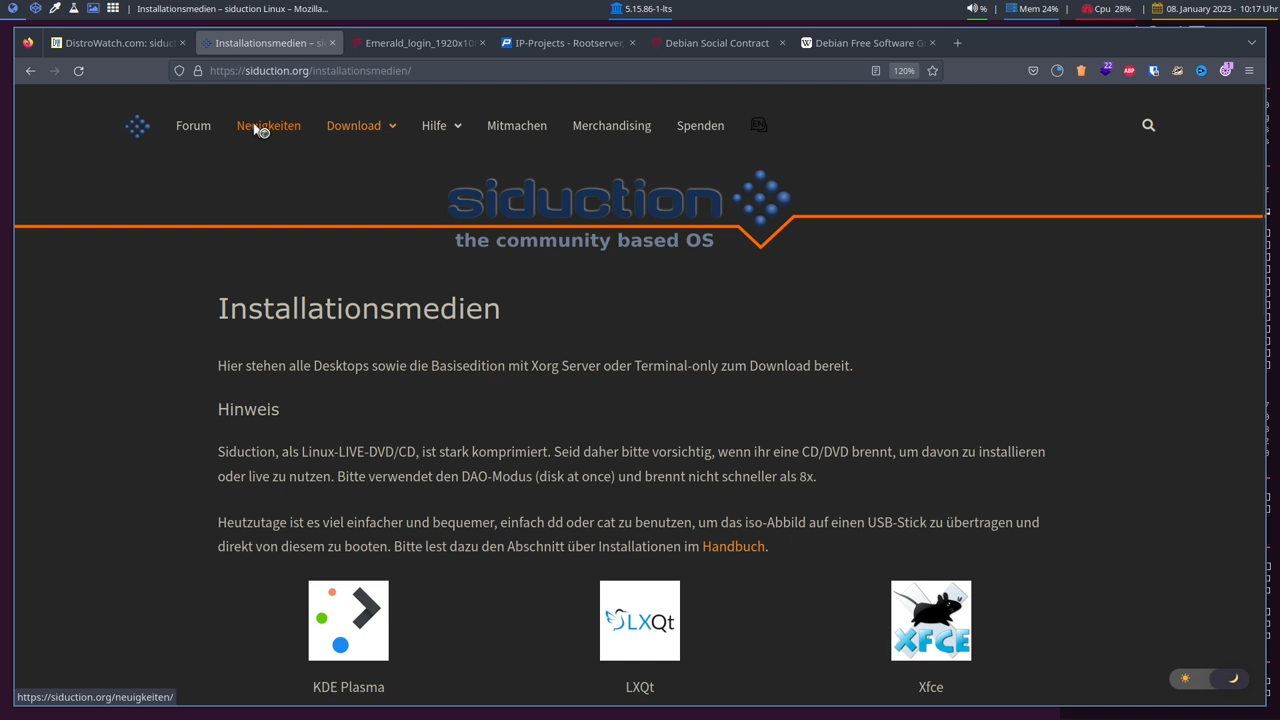 Installationsmedien – siduction Linux – Mozilla...
5.15.86-1-lts
%
Mem 24%
Cpu 28%
08. January 2023 - 10:17 Uhr
DistroWatch.com: siduc
Installationsmedien – si
Emerald_login_1920x10
IP-Projects - Rootserver,
Debian Social Contract
Debian Free Software G
https://siduction.org/installationsmedien/
120%
22
ABP
1
Forum
Neuigkeiten
Download
Hilfe
Mitmachen
Merchandising
Spenden
EN
siduction
the community based OS
Installationsmedien
Hier stehen alle Desktops sowie die Basisedition mit Xorg Server oder Terminal-only zum Download bereit.
Hinweis
Siduction, als Linux-LIVE-DVD/CD, ist stark komprimiert. Seid daher bitte vorsichtig, wenn ihr eine CD/DVD brennt, um davon zu installieren
oder live zu nutzen. Bitte verwendet den DAO-Modus (disk at once) und brennt nicht schneller als 8x.
Heutzutage ist es viel einfacher und bequemer, einfach dd oder cat zu benutzen, um das iso-Abbild auf einen USB-Stick zu übertragen und
direkt von diesem zu booten. Bitte lest dazu den Abschnitt über Installationen im Handbuch.
LXQt
XFCE
KDE Plasma
LXQt
Xfce
https://siduction.org/neuigkeiten/